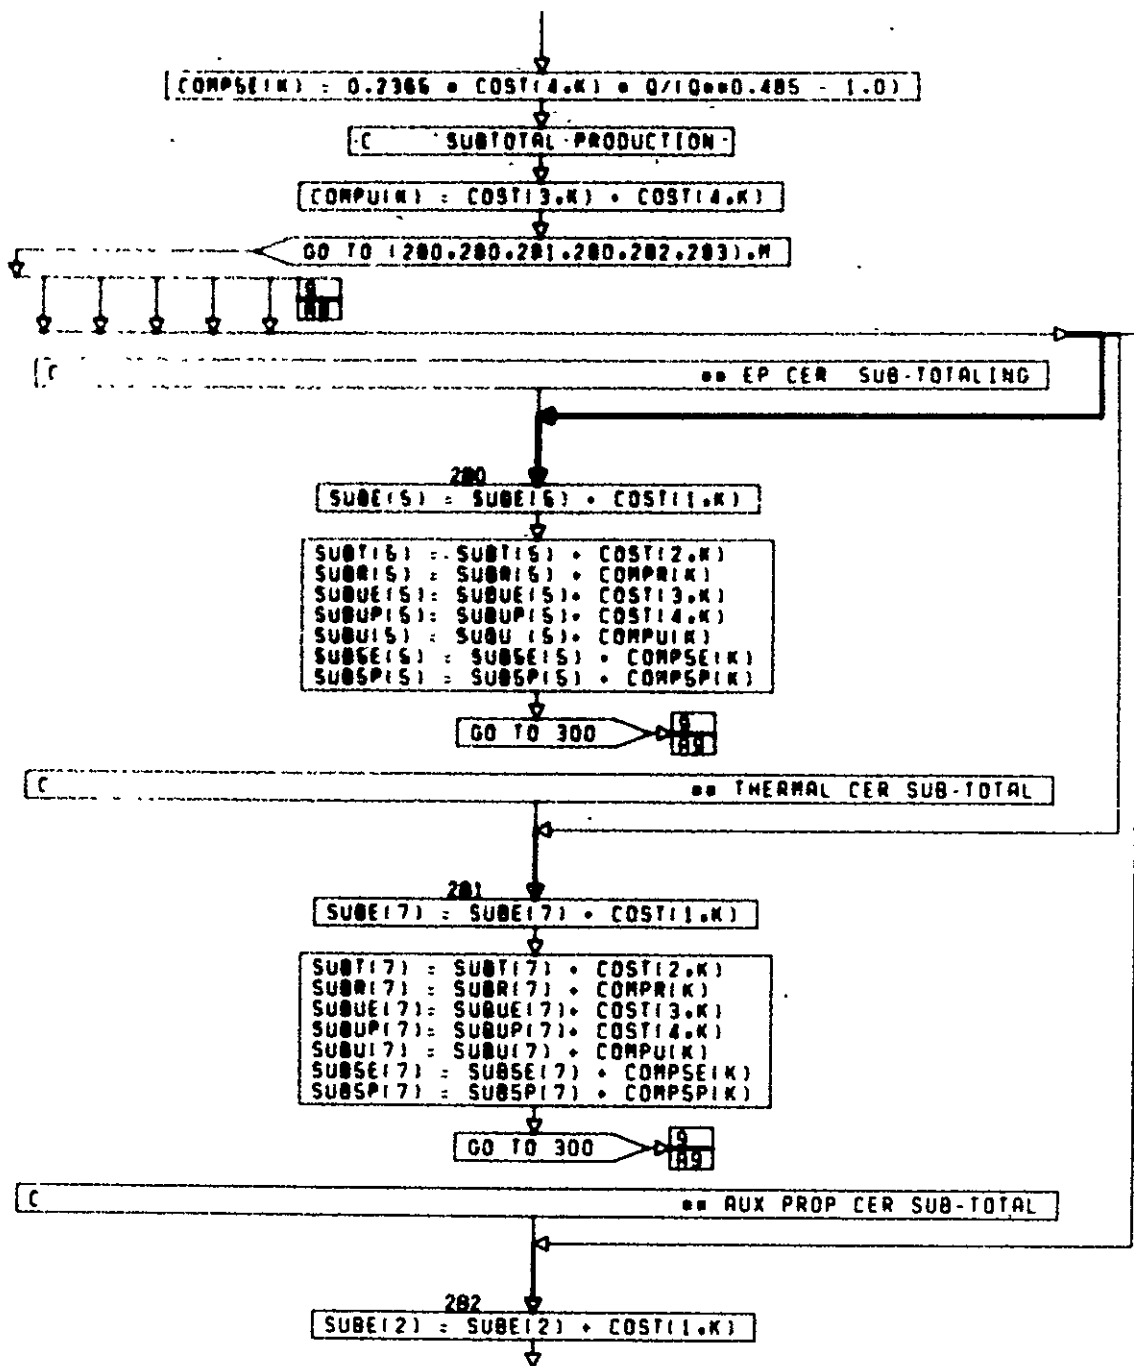 COMPSE(K) = 0.2365 * COST(4,K) * Q/(Q**0.485 - 1.0)
C SUBTOTAL PRODUCTION
COMPU(K) = COST(3,K) + COST(4,K)
GO TO (280,280,281,280,282,283),M
9
C ** EP CER SUB-TOTALING
280
SUBE(5) = SUBE(5) + COST(1,K)
SUBT(5) = SUBT(5) + COST(2,K)
SUBR(5) = SUBR(5) + COMPR(K)
SUBUE(5)= SUBUE(5)+ COST(3,K)
SUBUP(5)= SUBUP(5)+ COST(4,K)
SUBU(5) = SUBU (5)+ COMPU(K)
SUBSE(5) = SUBSE(5) + COMPSE(K)
SUBSP(5) = SUBSP(5) + COMPSP(K)
GO TO 300
9
A9
C ** THERMAL CER SUB-TOTAL
281
SUBE(7) = SUBE(7) + COST(1,K)
SUBT(7) = SUBT(7) + COST(2,K)
SUBR(7) = SUBR(7) + COMPR(K)
SUBUE(7)= SUBUE(7)+ COST(3,K)
SUBUP(7)= SUBUP(7)+ COST(4,K)
SUBU(7) = SUBU(7) + COMPU(K)
SUBSE(7) = SUBSE(7) + COMPSE(K)
SUBSP(7) = SUBSP(7) + COMPSP(K)
GO TO 300
9
A9
C ** AUX PROP CER SUB-TOTAL
282
SUBE(2) = SUBE(2) + COST(1,K)